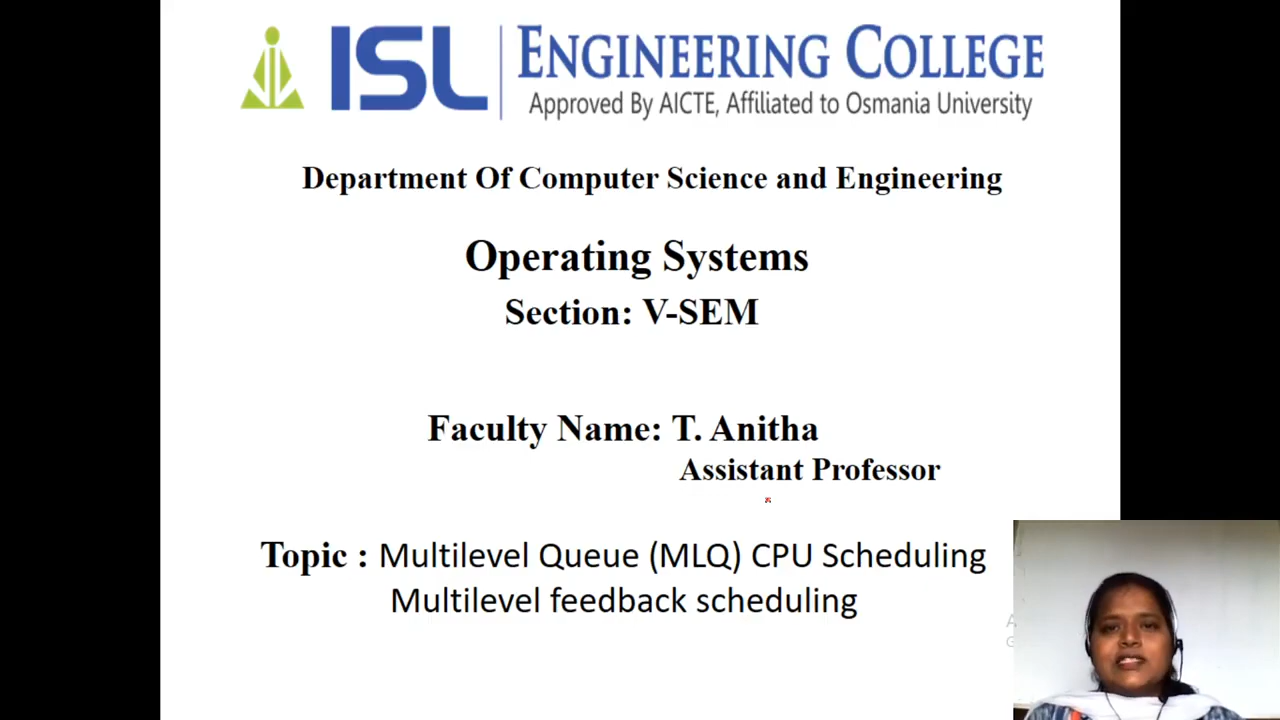 ISL ENGINEERING COLLEGE
Approved By AICTE, Affiliated to Osmania University
Department Of Computer Science and Engineering
Operating Systems
Section: V-SEM
Faculty Name: T. Anitha
Assistant Professor
Topic : Multilevel Queue (MLQ) CPU Scheduling
Multilevel feedback scheduling